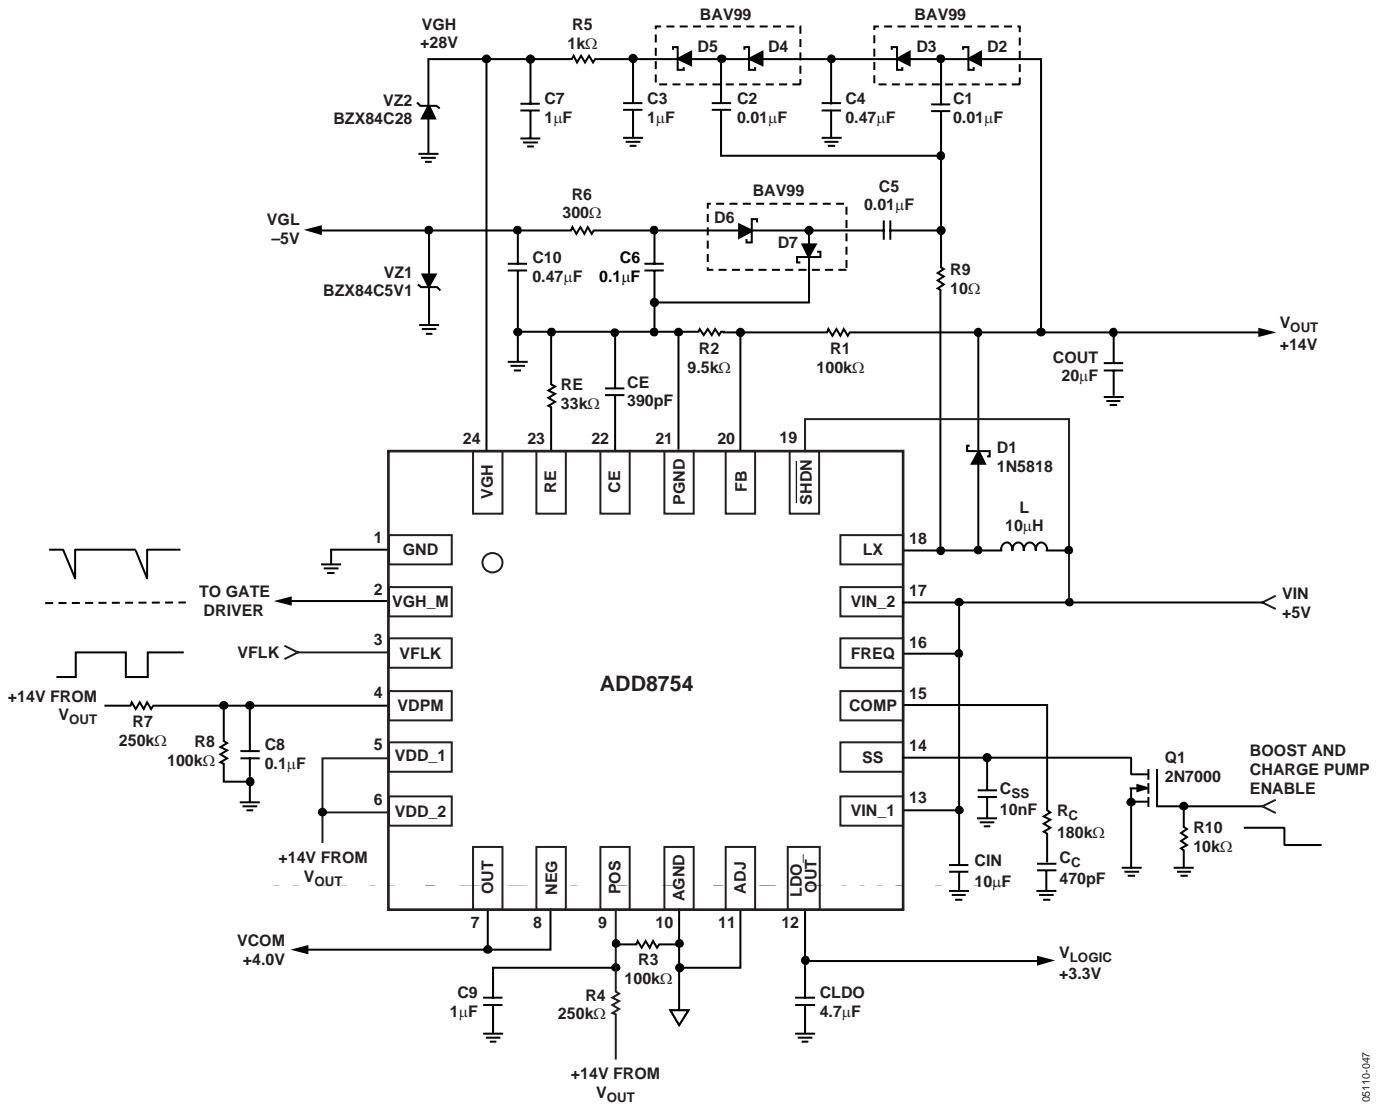 BAV99
BAV99
VGH
+28V
R5
1kΩ
D5
D4
D3
D2
VZ2
BZX84C28
C7
1μF
C3
1μF
C2
0.01μF
C4
0.47μF
C1
0.01μF
BAV99
C5
0.01μF
R6
300Ω
VGL
–5V
D6
D7
VZ1
BZX84C5V1
C10
0.47μF
C6
0.1μF
R9
10Ω
VOUT
+14V
R2
9.5kΩ
R1
100kΩ
COUT
20μF
RE
33kΩ
CE
390pF
24
23
22
21
20
19
D1
1N5818
VGH
RE
CE
PGND
FB
SHDN
L
10μH
1
GND
LX
18
TO GATE
DRIVER
2
VGH_M
VIN_2
17
VIN
+5V
VFLK
3
VFLK
FREQ
16
ADD8754
+14V FROM
VOUT
R7
250kΩ
4
VDPM
COMP
15
R8
100kΩ
C8
0.1μF
5
VDD_1
SS
14
Q1
2N7000
BOOST AND
CHARGE PUMP
ENABLE
CSS
10nF
6
VDD_2
VIN_1
13
RC
180kΩ
R10
10kΩ
+14V FROM
VOUT
OUT
NEG
POS
AGND
ADJ
LDO_
OUT
CIN
10μF
CC
470pF
7
8
9
10
11
12
VCOM
+4.0V
R3
100kΩ
VLOGIC
+3.3V
C9
1μF
R4
250kΩ
CLDO
4.7μF
+14V FROM
VOUT
05110-047